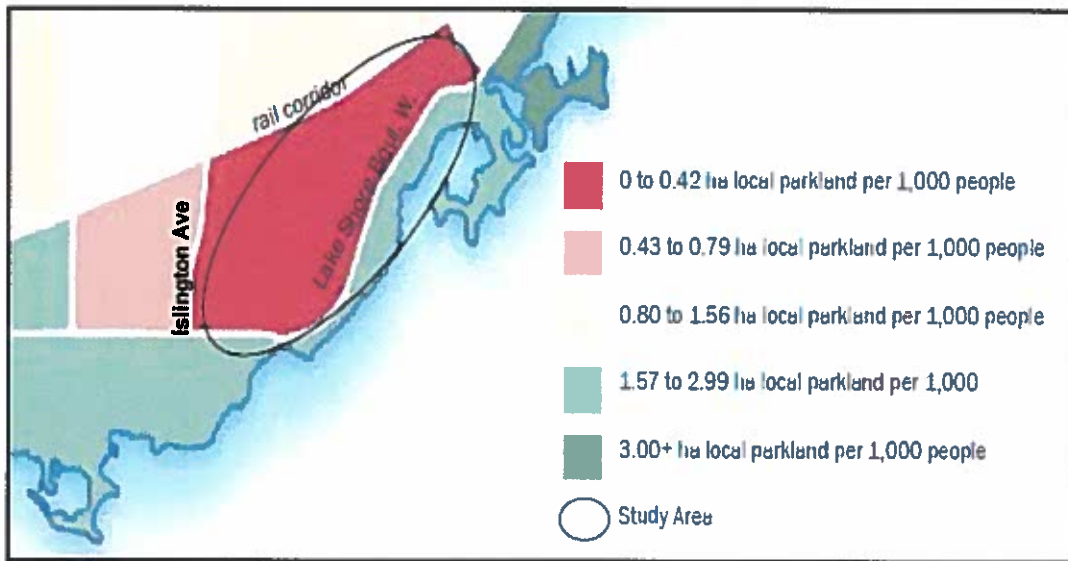 rail corridor
Lake Shore Boul. W.
Islington Ave
0 to 0.42 ha local parkland per 1,000 people
0.43 to 0.79 ha local parkland per 1,000 people
0.80 to 1.56 ha local parkland per 1,000 people
1.57 to 2.99 ha local parkland per 1,000
3.00+ ha local parkland per 1,000 people
Study Area